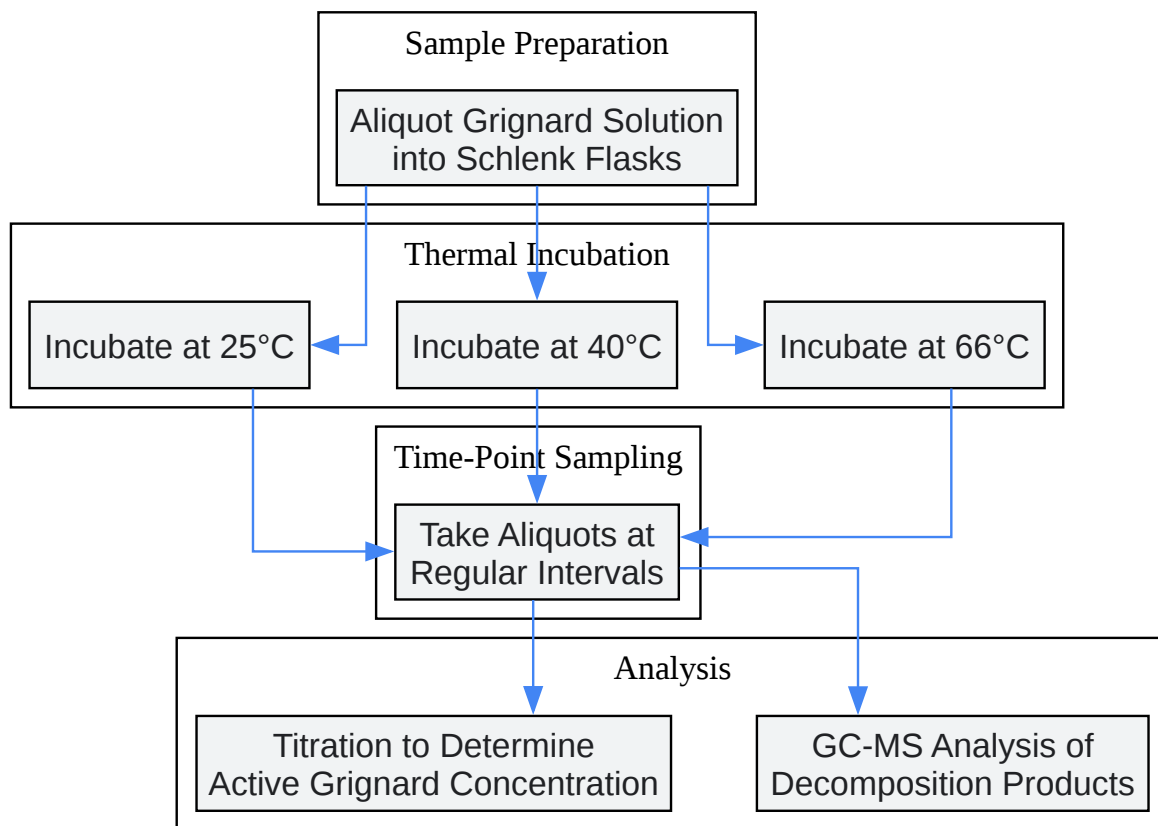 Sample Preparation
Aliquot Grignard Solution
into Schlenk Flasks
Thermal Incubation
Incubate at 25°C
Incubate at 40°C
Incubate at 66°C
Time-Point Sampling
Take Aliquots at
Regular Intervals
Analysis
Titration to Determine
Active Grignard Concentration
GC-MS Analysis of
Decomposition Products